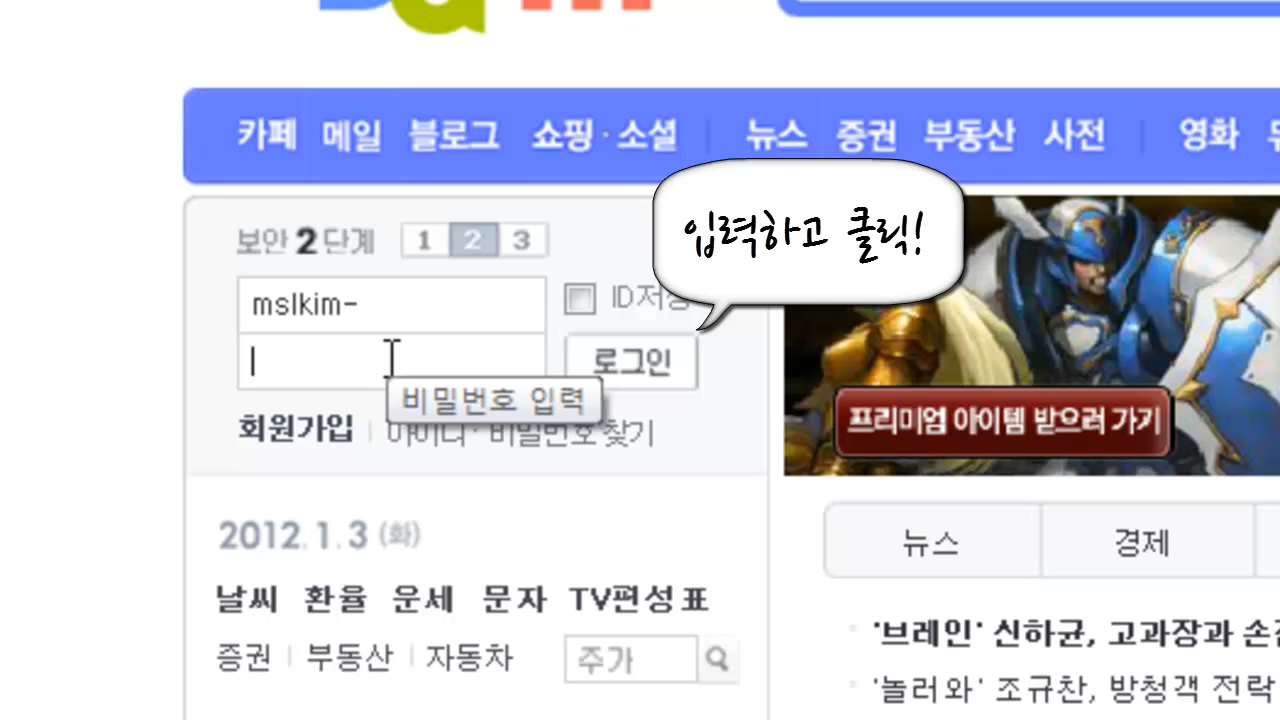 카페 메일 블로그 쇼핑·소셜 뉴스 증권 부동산 사전 영화
입력하고 클릭!
보안 2 단계 1 2 3
mslkim-
ID저장
로그인
비밀번호 입력
회원가입 아이디 · 비밀번호 찾기
프리미엄 아이템 받으러 가기
2012. 1. 3 (화)
날씨 환율 운세 문자 TV편성표
증권 부동산 자동차 주가
뉴스 경제
'브레인' 신하균, 고과장과
'놀러와' 조규찬, 방청객 전락